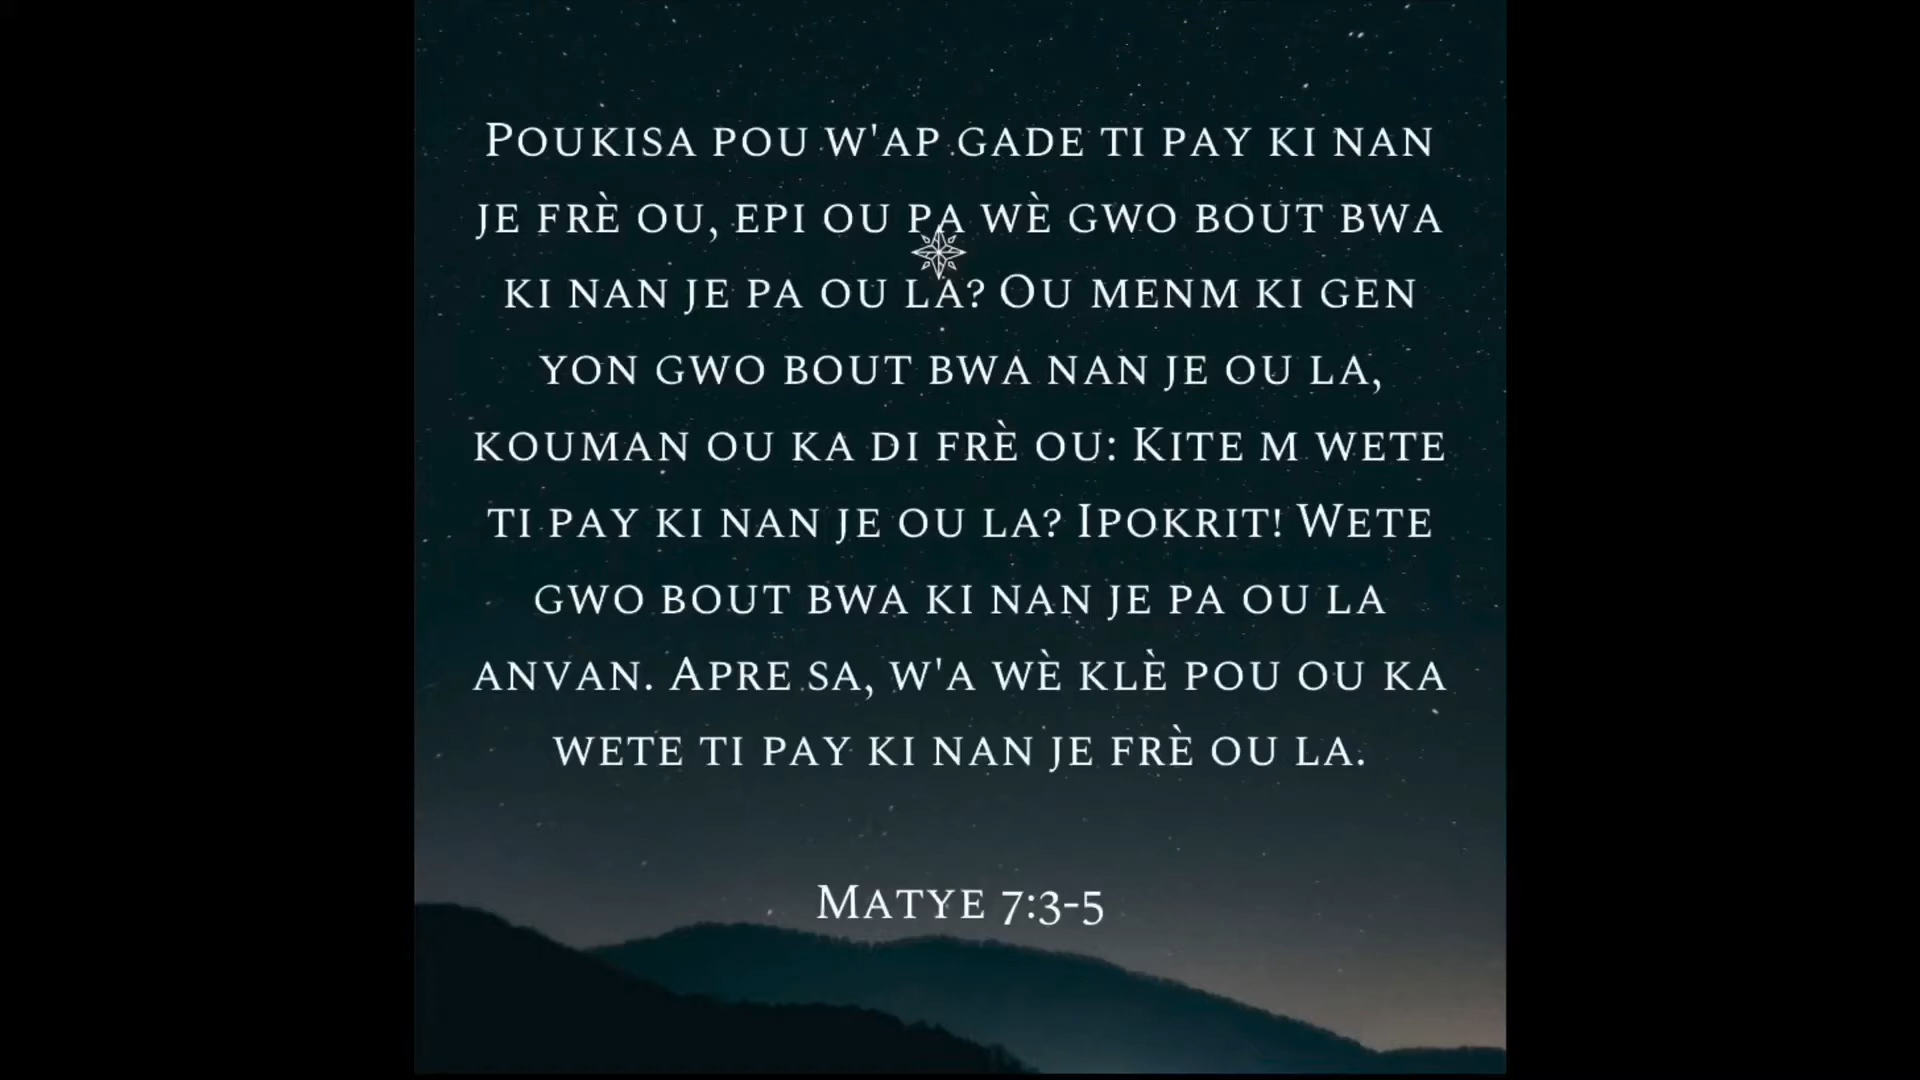 Poukisa pou w'ap gade ti pay ki nan
je frè ou, epi ou pa wè gwo bout bwa
ki nan je pa ou la? Ou menm ki gen
yon gwo bout bwa nan je ou la,
kouman ou ka di frè ou: Kite m wete
ti pay ki nan je ou la? Ipokrit! Wete
gwo bout bwa ki nan je pa ou la
anvan. Apre sa, w'a wè klè pou ou ka
wete ti pay ki nan je frè ou la.
Matye 7:3-5